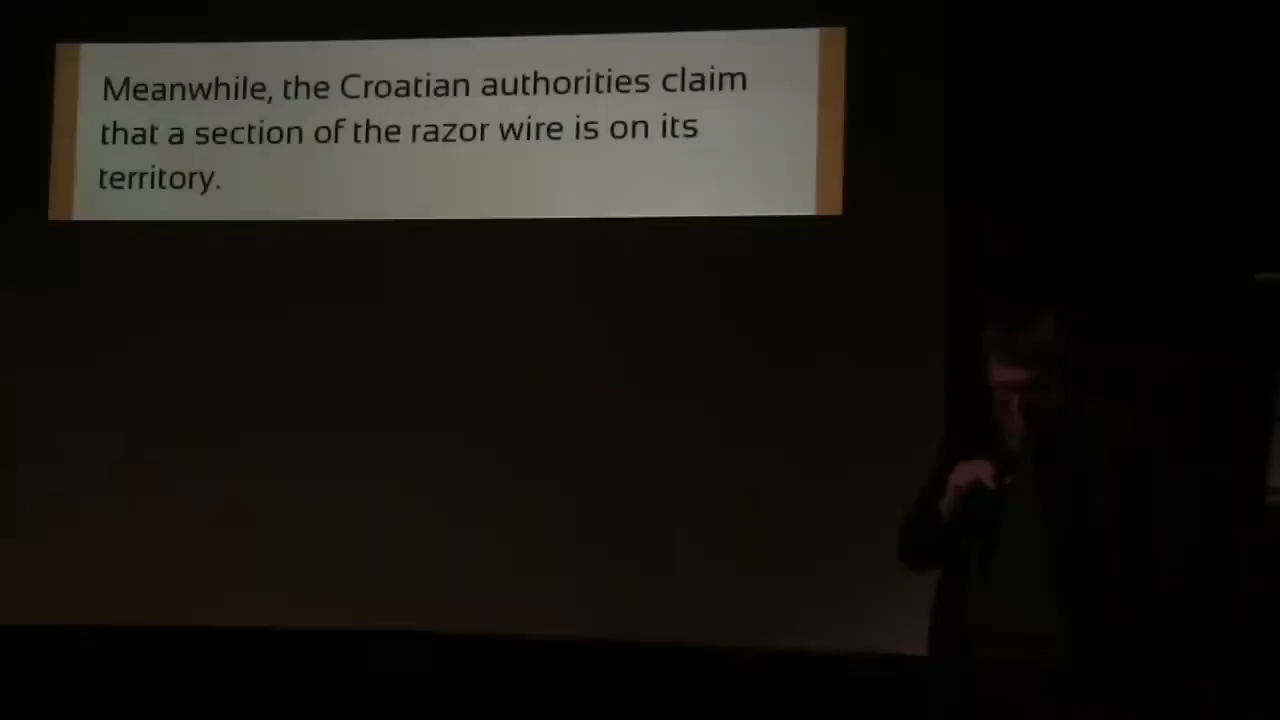 Meanwhile, the Croatian authorities claim
that a section of the razor wire is on its
territory.